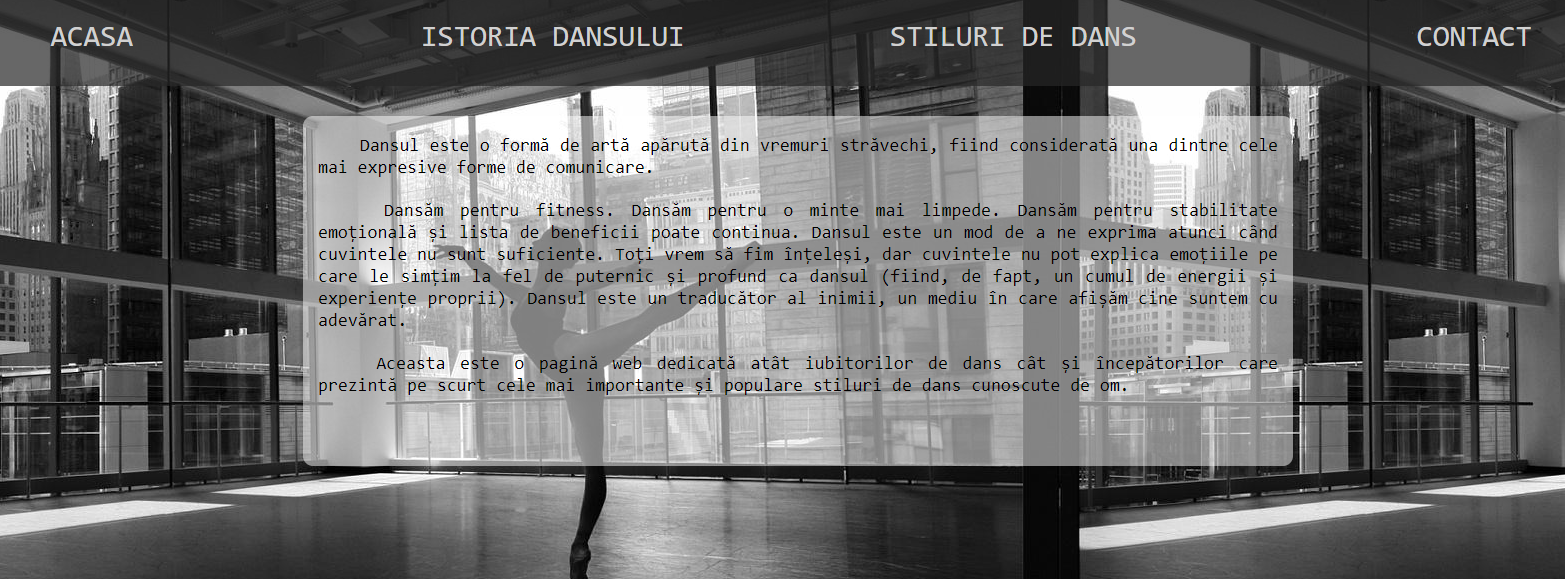 ACASA ISTORIA DANSULUI STILURI DE DANS CONTACT
Dansul este o formă de artă apărută din vremuri străvechi, fiind considerată una dintre cele
mai expresive forme de comunicare.
Dansăm pentru fitness. Dansăm pentru o minte mai limpede. Dansăm pentru stabilitate
emoțională și lista de beneficii poate continua. Dansul este un mod de a ne exprima atunci când
cuvintele nu sunt suficiente. Toți vrem să fim înțeleși, dar cuvintele nu pot explica emoțiile pe
care le simțim la fel de puternic și profund ca dansul (fiind, de fapt, un cumul de energii și
experiențe proprii). Dansul este un traducător al inimii, un mediu în care afișăm cine suntem cu
adevărat.
Aceasta este o pagină web dedicată atât iubitorilor de dans cât și începătorilor care
prezintă pe scurt cele mai importante și populare stiluri de dans cunoscute de om.